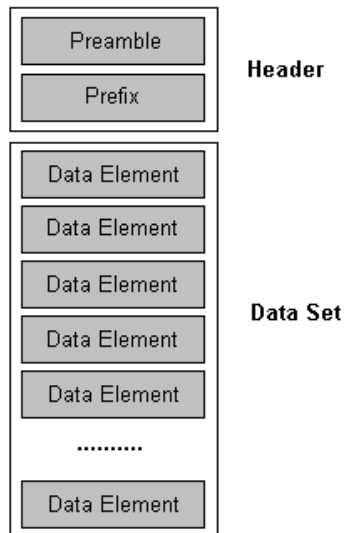 Preamble
Header
Prefix
Data Element
Data Element
Data Element
Data Set
Data Element
Data Element
..........
Data Element